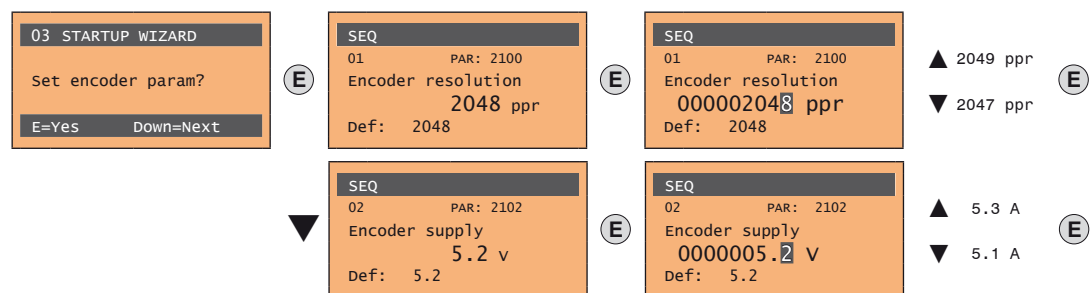 03 STARTUP WIZARD
Set encoder param?
E=Yes Down=Next
E
SEQ
01 PAR: 2100
Encoder resolution
2048 ppr
Def: 2048
E
SEQ
01 PAR: 2100
Encoder resolution
000002048 ppr
Def: 2048
▲ 2049 ppr
▼ 2047 ppr
E
▼
SEQ
02 PAR: 2102
Encoder supply
5.2 V
Def: 5.2
E
SEQ
02 PAR: 2102
Encoder supply
0000005.2 V
Def: 5.2
▲ 5.3 A
▼ 5.1 A
E